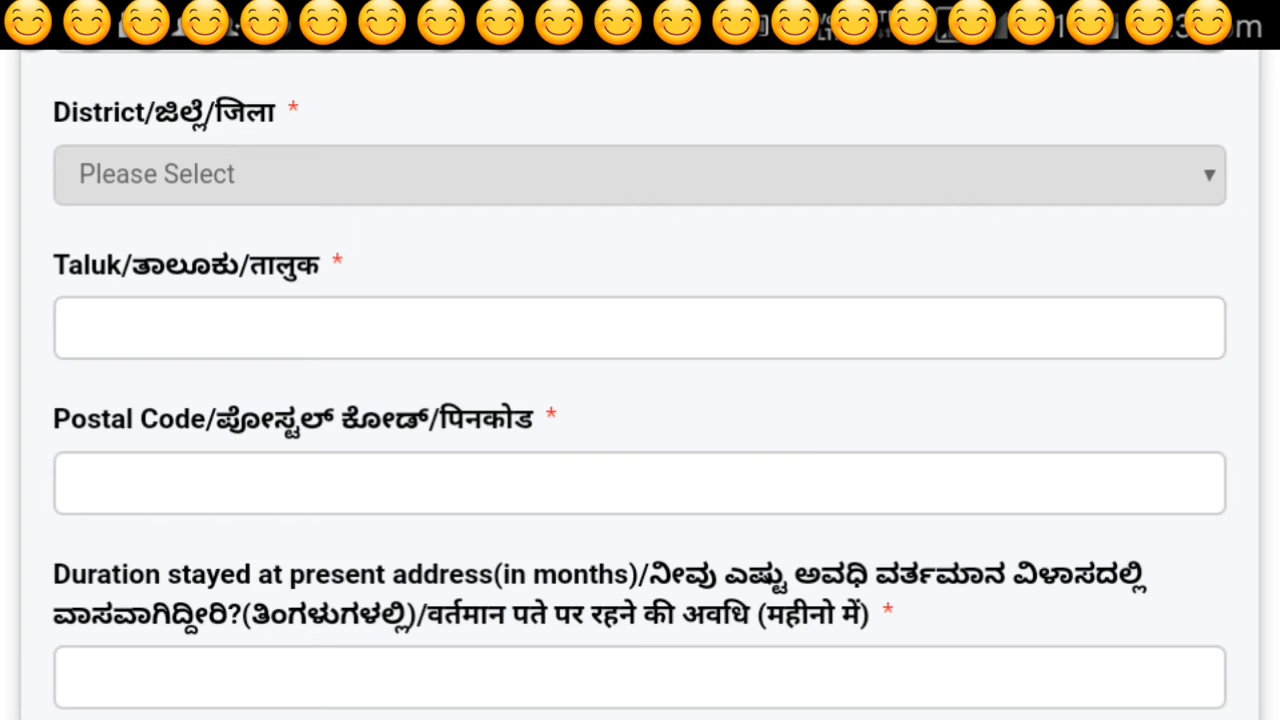 District/ಜಿಲ್ಲೆ/जिला *
Please Select
Taluk/ತಾಲೂಕು/तालुक *
Postal Code/ಪೋಸ್ಟಲ್ ಕೋಡ್/पिनकोड *
Duration stayed at present address(in months)/ನೀವು ಎಷ್ಟು ಅವಧಿ ವರ್ತಮಾನ ವಿಳಾಸದಲ್ಲಿ
ವಾಸವಾಗಿದ್ದೀರಿ?(ತಿಂಗಳುಗಳಲ್ಲಿ)/वर्तमान पते पर रहने की अवधि (महीनो में) *